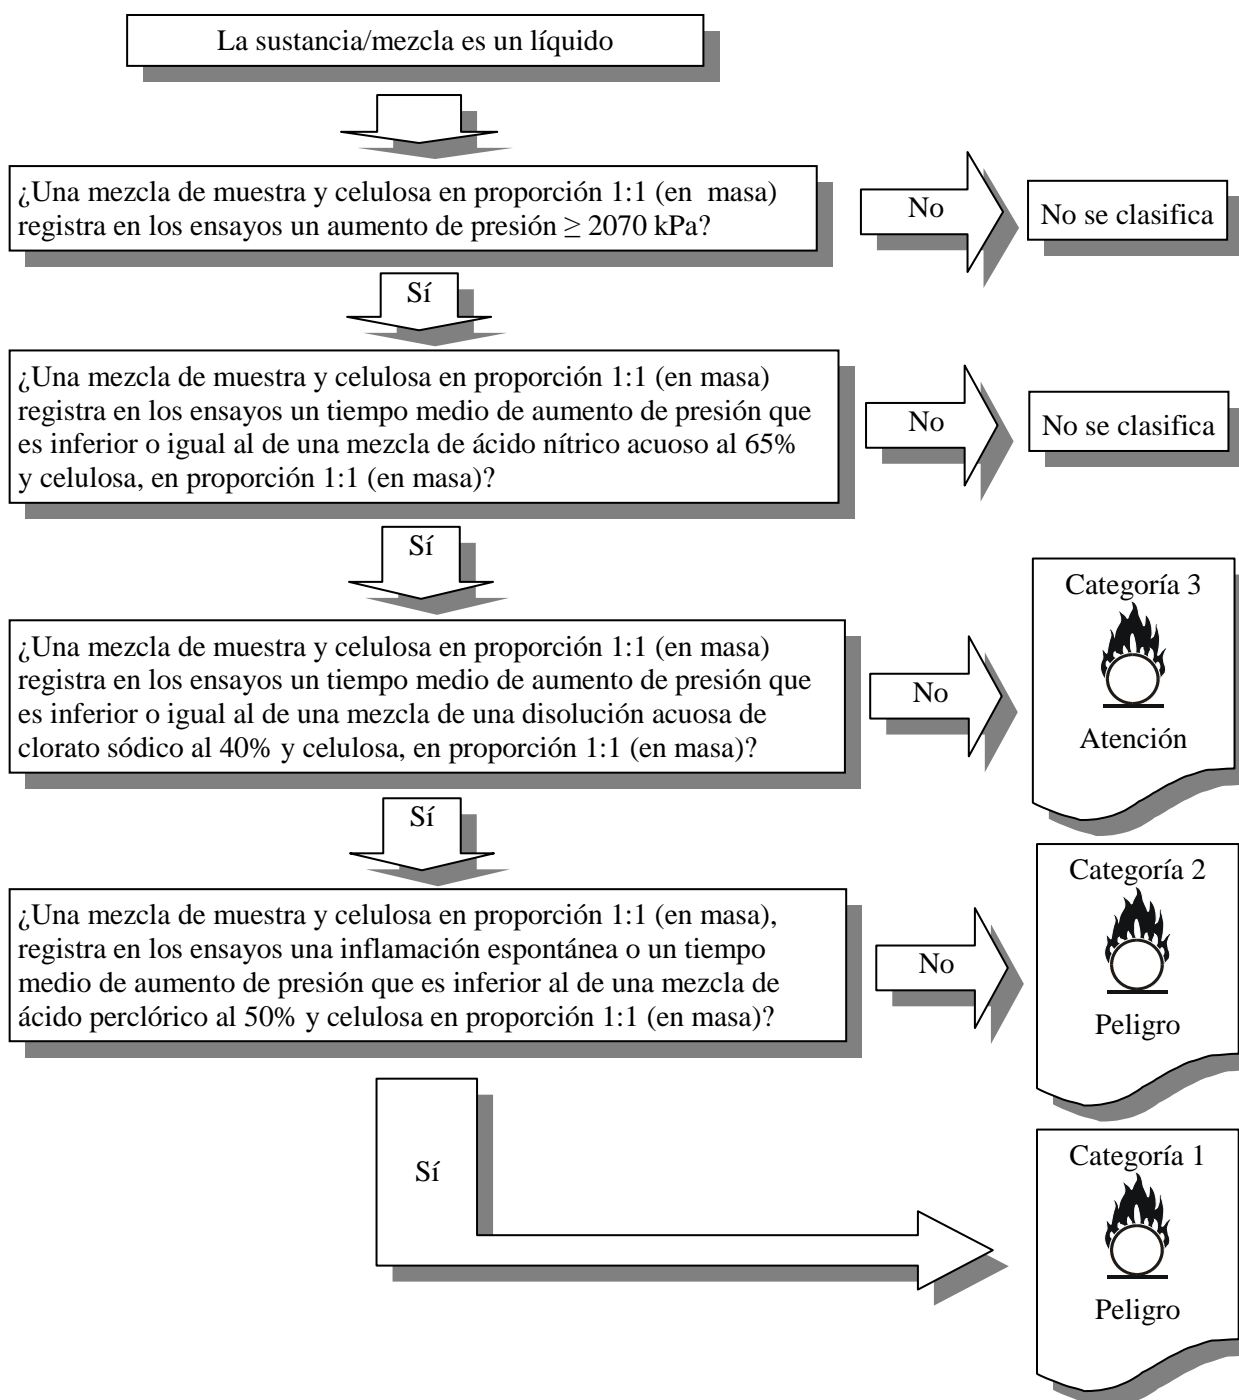 La sustancia/mezcla es un líquido
¿Una mezcla de muestra y celulosa en proporción 1:1 (en masa)
registra en los ensayos un aumento de presión ≥ 2070 kPa?
No
No se clasifica
Sí
¿Una mezcla de muestra y celulosa en proporción 1:1 (en masa)
registra en los ensayos un tiempo medio de aumento de presión que
es inferior o igual al de una mezcla de ácido nítrico acuoso al 65%
y celulosa, en proporción 1:1 (en masa)?
No
No se clasifica
Sí
¿Una mezcla de muestra y celulosa en proporción 1:1 (en masa)
registra en los ensayos un tiempo medio de aumento de presión que
es inferior o igual al de una mezcla de una disolución acuosa de
clorato sódico al 40% y celulosa, en proporción 1:1 (en masa)?
No
Categoría 3
Atención
Sí
¿Una mezcla de muestra y celulosa en proporción 1:1 (en masa),
registra en los ensayos una inflamación espontánea o un tiempo
medio de aumento de presión que es inferior al de una mezcla de
ácido perclórico al 50% y celulosa en proporción 1:1 (en masa)?
No
Categoría 2
Peligro
Sí
Categoría 1
Peligro